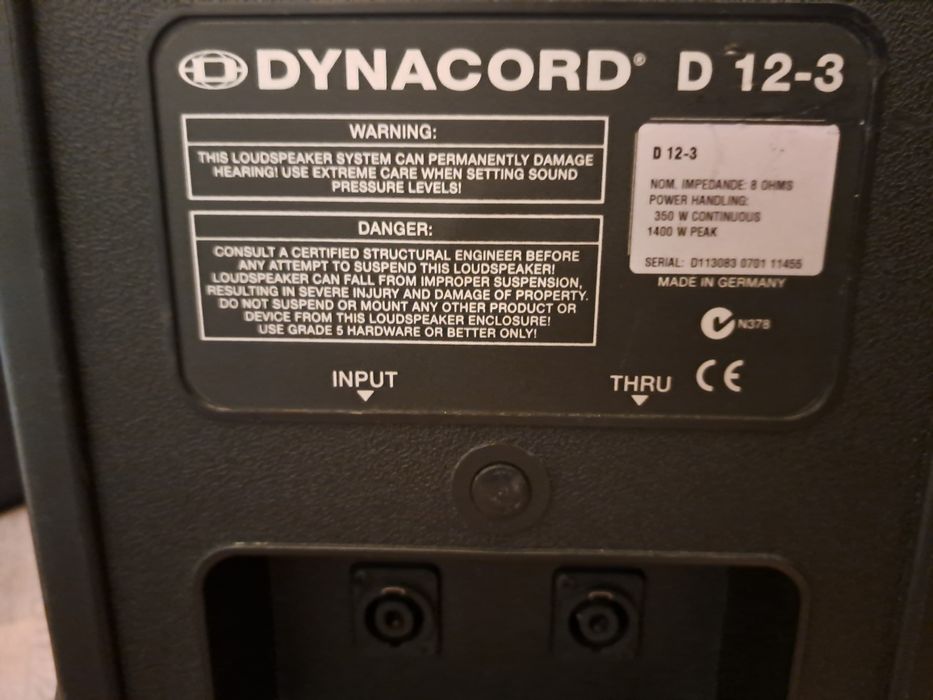 DYNACORD® D 12-3
WARNING:
THIS LOUDSPEAKER SYSTEM CAN PERMANENTLY DAMAGE
HEARING! USE EXTREME CARE WHEN SETTING SOUND
PRESSURE LEVELS!
DANGER:
CONSULT A CERTIFIED STRUCTURAL ENGINEER BEFORE
ANY ATTEMPT TO SUSPEND THIS LOUDSPEAKER!
LOUDSPEAKER CAN FALL FROM IMPROPER SUSPENSION,
RESULTING IN SEVERE INJURY AND DAMAGE OF PROPERTY.
DO NOT SUSPEND OR MOUNT ANY OTHER PRODUCT OR
DEVICE FROM THIS LOUDSPEAKER ENCLOSURE!
USE GRADE 5 HARDWARE OR BETTER ONLY!
D 12-3
NOM. IMPEDANDE: 8 OHMS
POWER HANDLING:
350 W CONTINUOUS
1400 W PEAK
SERIAL: D113083 0701 11455
MADE IN GERMANY
N378
CE
INPUT
THRU